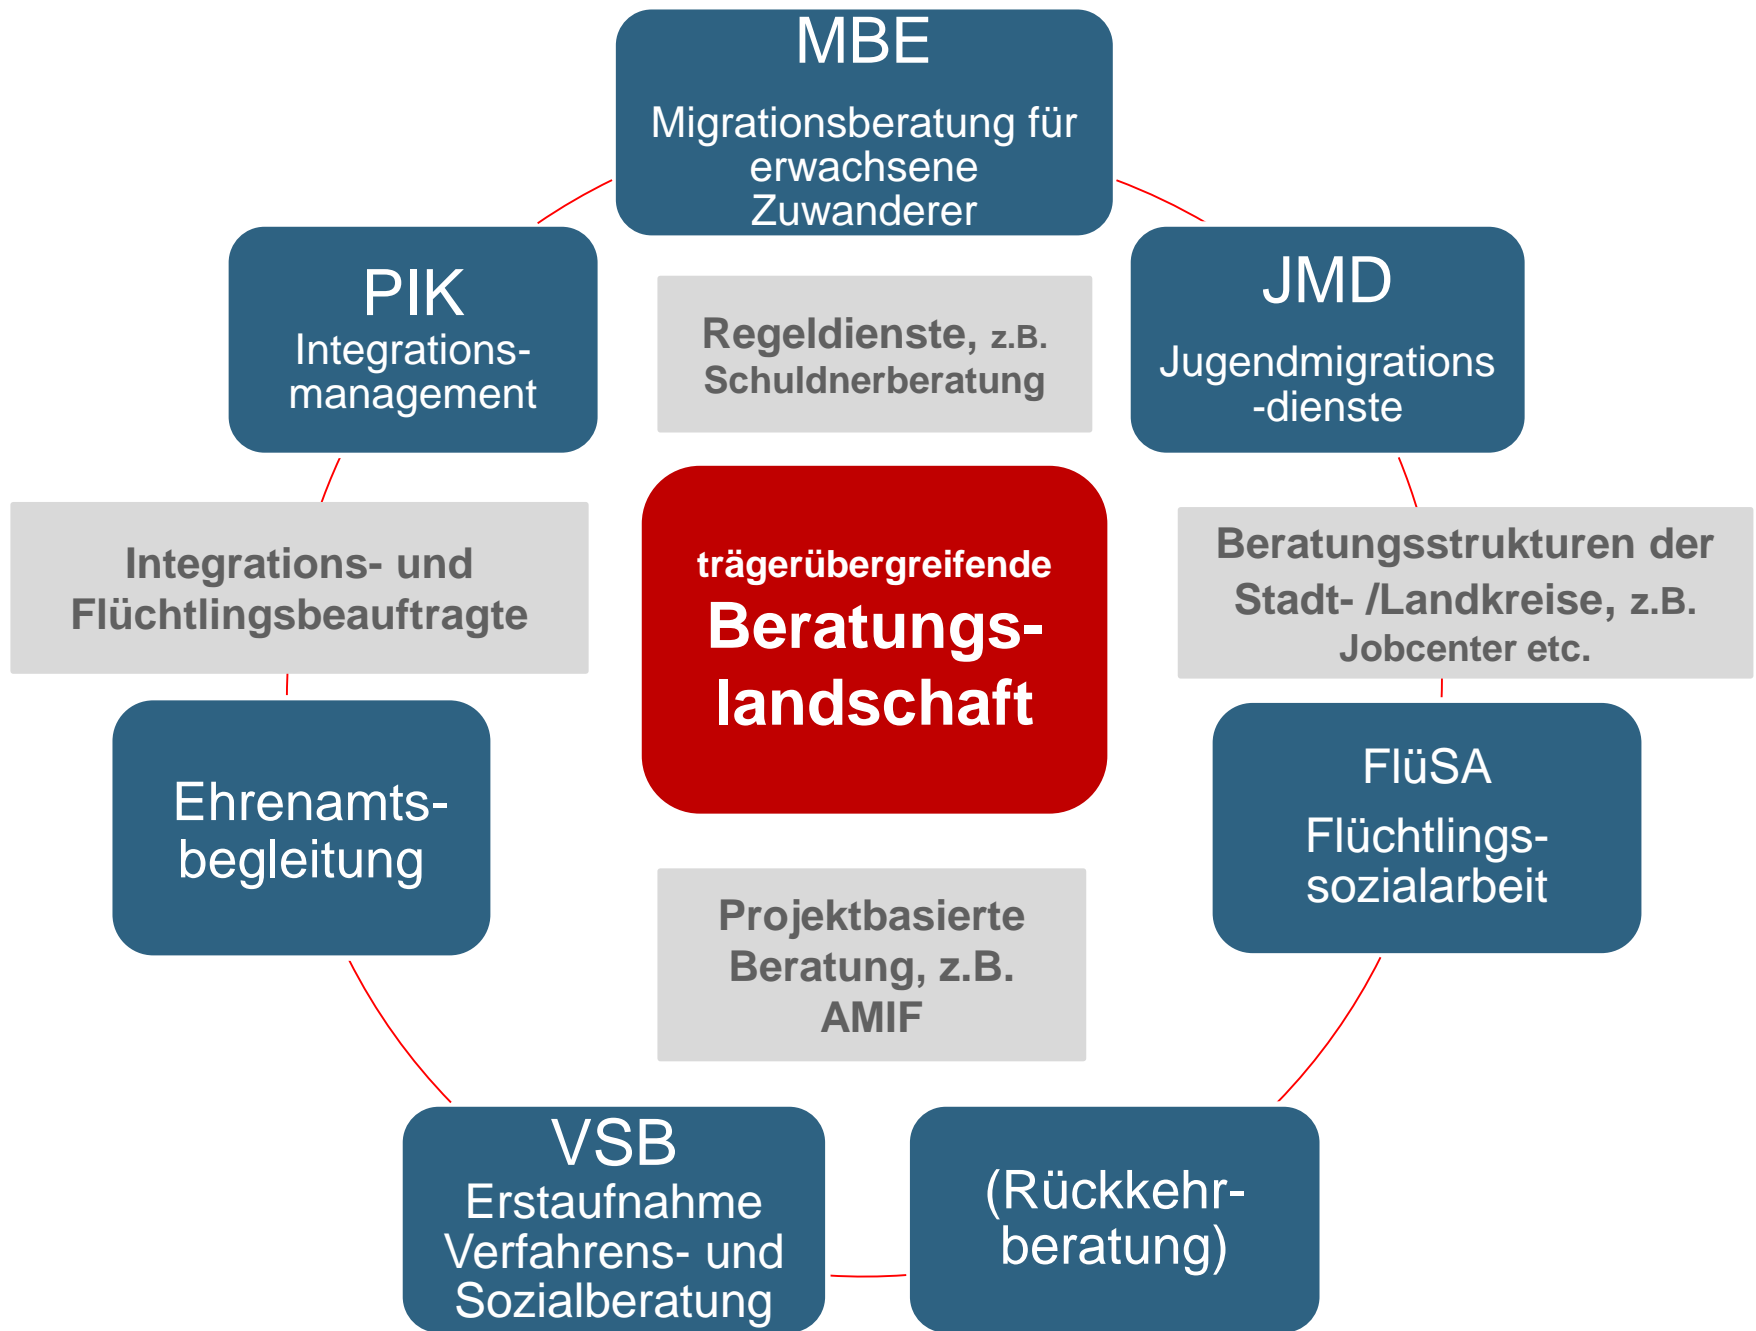 MBE
Migrationsberatung für
erwachsene
Zuwanderer
PIK
Integrations-
management
JMD
Jugendmigrations
-dienste
Regeldienste, z.B.
Schuldnerberatung
Integrations- und
Flüchtlingsbeauftragte
trägerübergreifende
Beratungs-
landschaft
Beratungsstrukturen der
Stadt- /Landkreise, z.B.
Jobcenter etc.
Ehrenamts-
begleitung
FlüSA
Flüchtlings-
sozialarbeit
Projektbasierte
Beratung, z.B.
AMIF
VSB
Erstaufnahme
Verfahrens- und
Sozialberatung
(Rückkehr-
beratung)